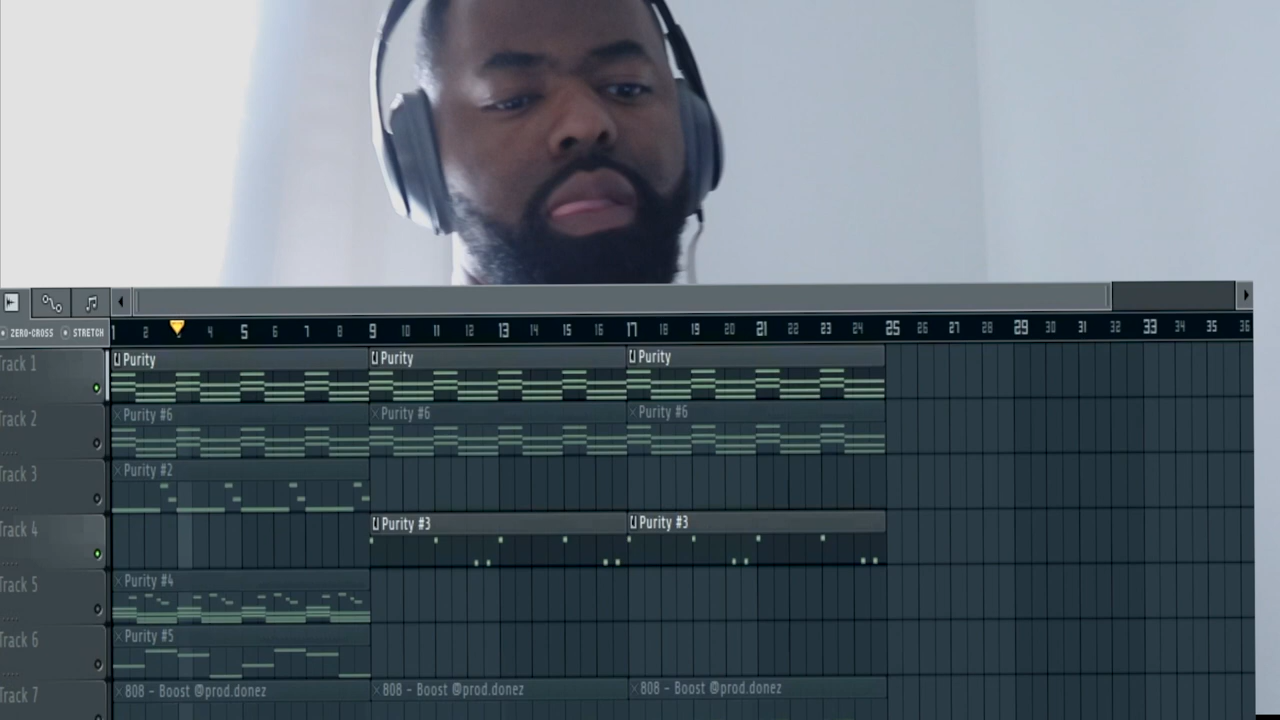 1 2 4 5 6 7 8 9 10 11 12 13 14 15 16 17 18 19 20 21 22 23 24 25 26 27 28 29 30 31 32 33 34 35 36
ZERO-CROSS STRETCH
Track 1 Purity Purity Purity
Track 2 Purity #6 Purity #6 Purity #6
Track 3 Purity #2
Track 4 Purity #3 Purity #3
Track 5 Purity #4
Track 6 Purity #5
Track 7 808 - Boost @prod.donez 808 - Boost @prod.donez 808 - Boost @prod.donez